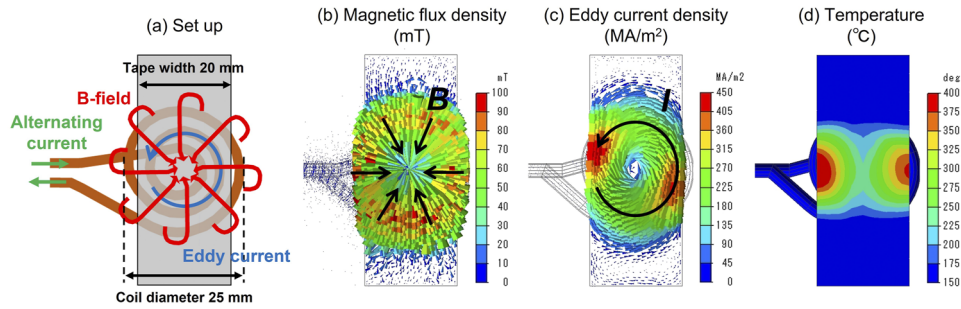 (a) Set up
Tape width 20 mm
B-field
Alternating
current
Eddy current
Coil diameter 25 mm
(b) Magnetic flux density
(mT)
B
mT
100
90
80
70
60
50
40
30
20
10
0
(c) Eddy current density
(MA/m²)
I
MA/m2
450
405
360
315
270
225
180
135
90
45
0
(d) Temperature
(℃)
deg
400
375
350
325
300
275
250
225
200
175
150